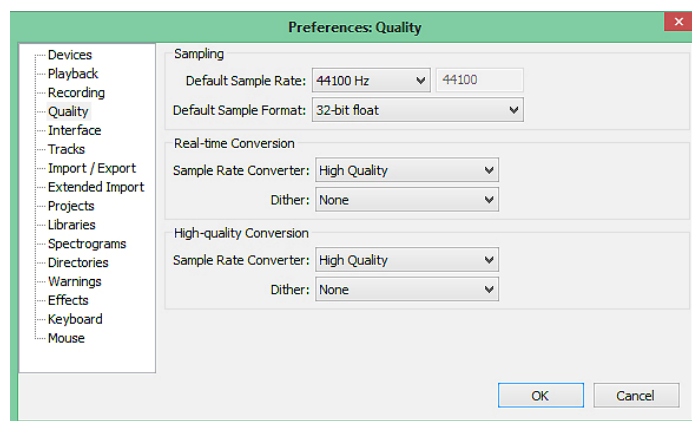 Preferences: Quality
Devices
Playback
Recording
Quality
Interface
Tracks
Import / Export
Extended Import
Projects
Libraries
Spectrograms
Directories
Warnings
Effects
Keyboard
Mouse
Sampling
Default Sample Rate: 44100 Hz 44100
Default Sample Format: 32-bit float
Real-time Conversion
Sample Rate Converter: High Quality
Dither: None
High-quality Conversion
Sample Rate Converter: High Quality
Dither: None
OK Cancel